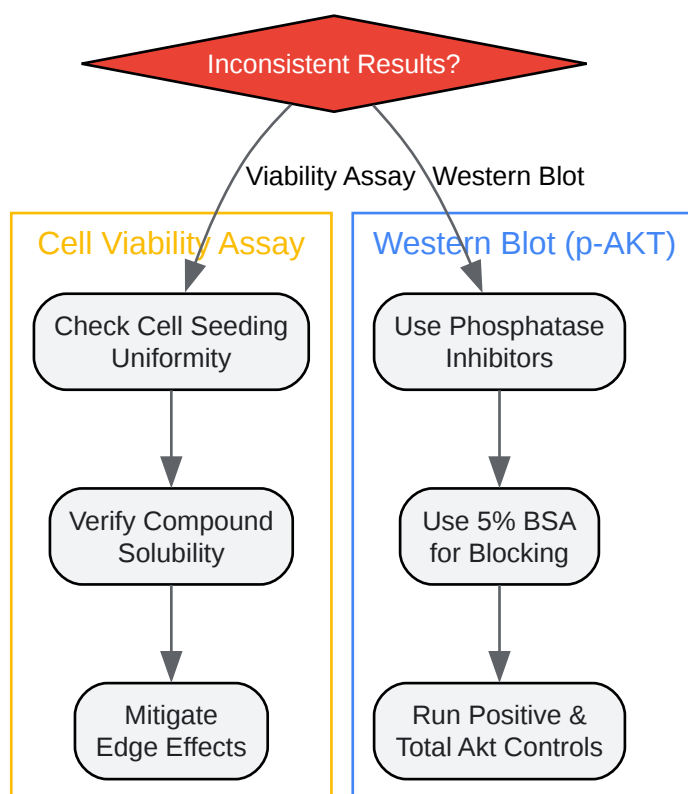 Inconsistent Results?
Viability Assay
Western Blot
Cell Viability Assay
Check Cell Seeding
Uniformity
Verify Compound
Solubility
Mitigate
Edge Effects
Western Blot (p-AKT)
Use Phosphatase
Inhibitors
Use 5% BSA
for Blocking
Run Positive &
Total Akt Controls